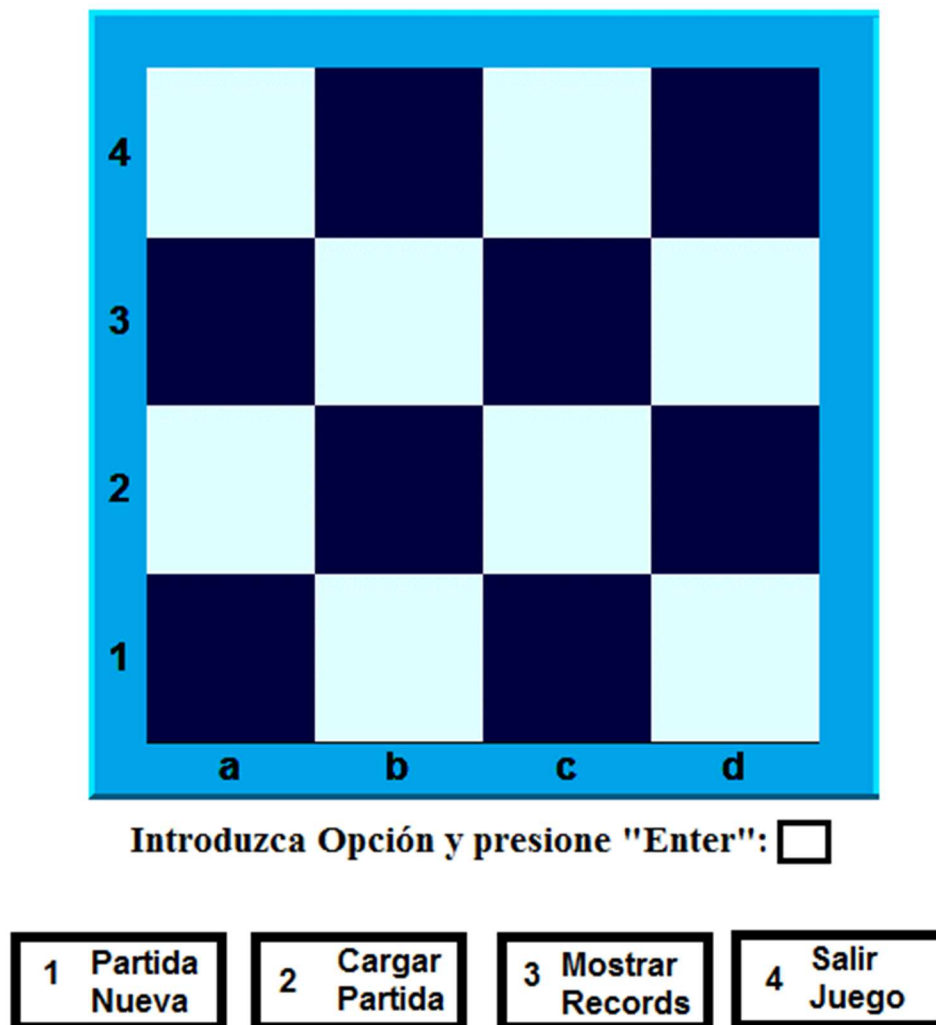 4
3
2
1
a b c d
Introduzca Opción y presione "Enter":
1 Partida
Nueva
2 Cargar
Partida
3 Mostrar
Records
4 Salir
Juego